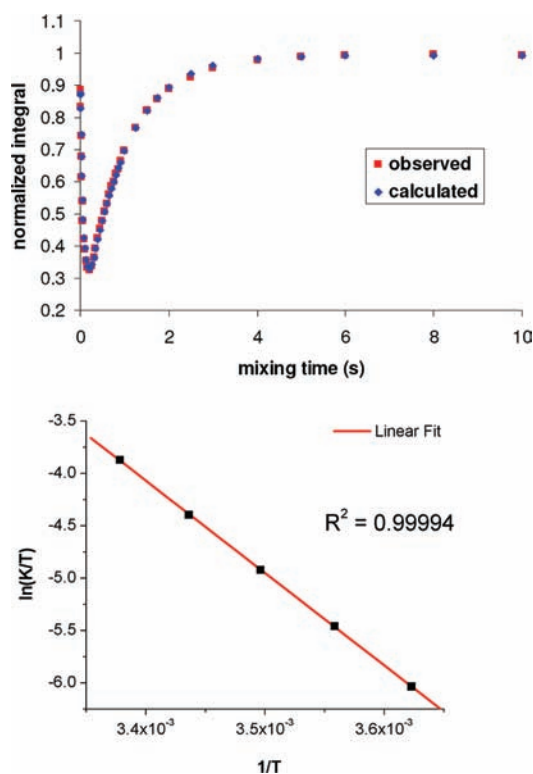 1.1
1
0.9
0.8
0.7
0.6
0.5
0.4
0.3
0.2
normalized integral
observed
calculated
0 2 4 6 8 10
mixing time (s)
-3.5
-4.0
-4.5
-5.0
-5.5
-6.0
ln(K/T)
Linear Fit
R² = 0.99994
3.4x10⁻³ 3.5x10⁻³ 3.6x10⁻³
1/T